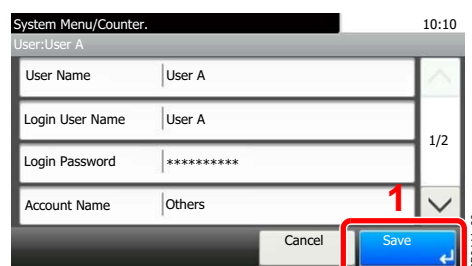 System Menu/Counter. 10:10
User:User A
User Name User A
Login User Name User A
1/2
Login Password **********
Account Name Others 1
Cancel Save